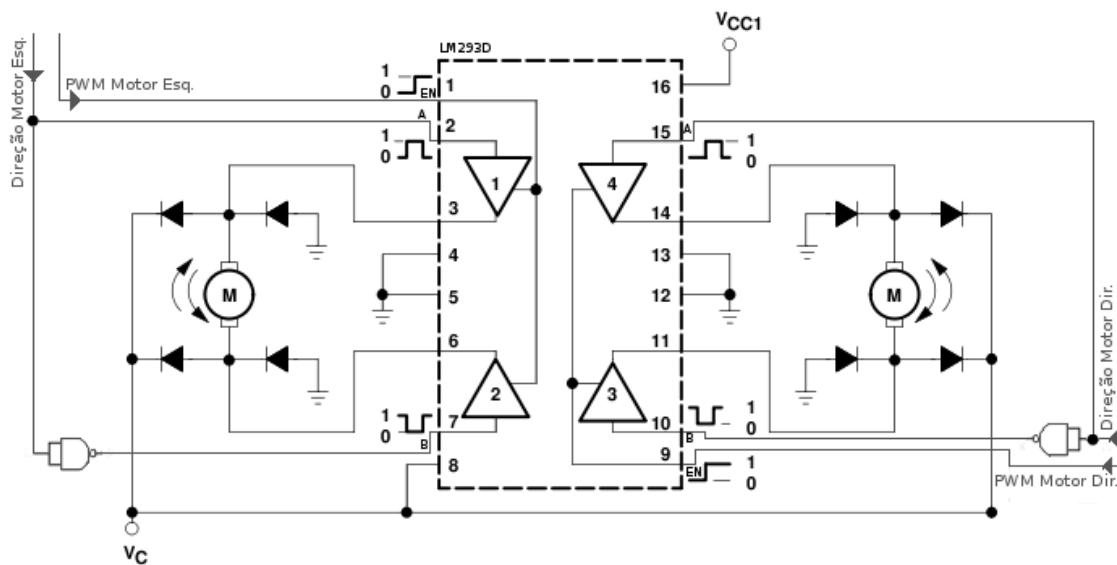 V_CC1
LM293D
Direção Motor Esq.
PWM Motor Esq.
1
0
EN
1
16
A
2
15
A
1
0
1
0
1
4
3
14
4
13
M
M
5
12
6
11
2
3
1
0
7
B
10
B
1
0
8
9
EN
1
0
Direção Motor Dir.
PWM Motor Dir.
V_C